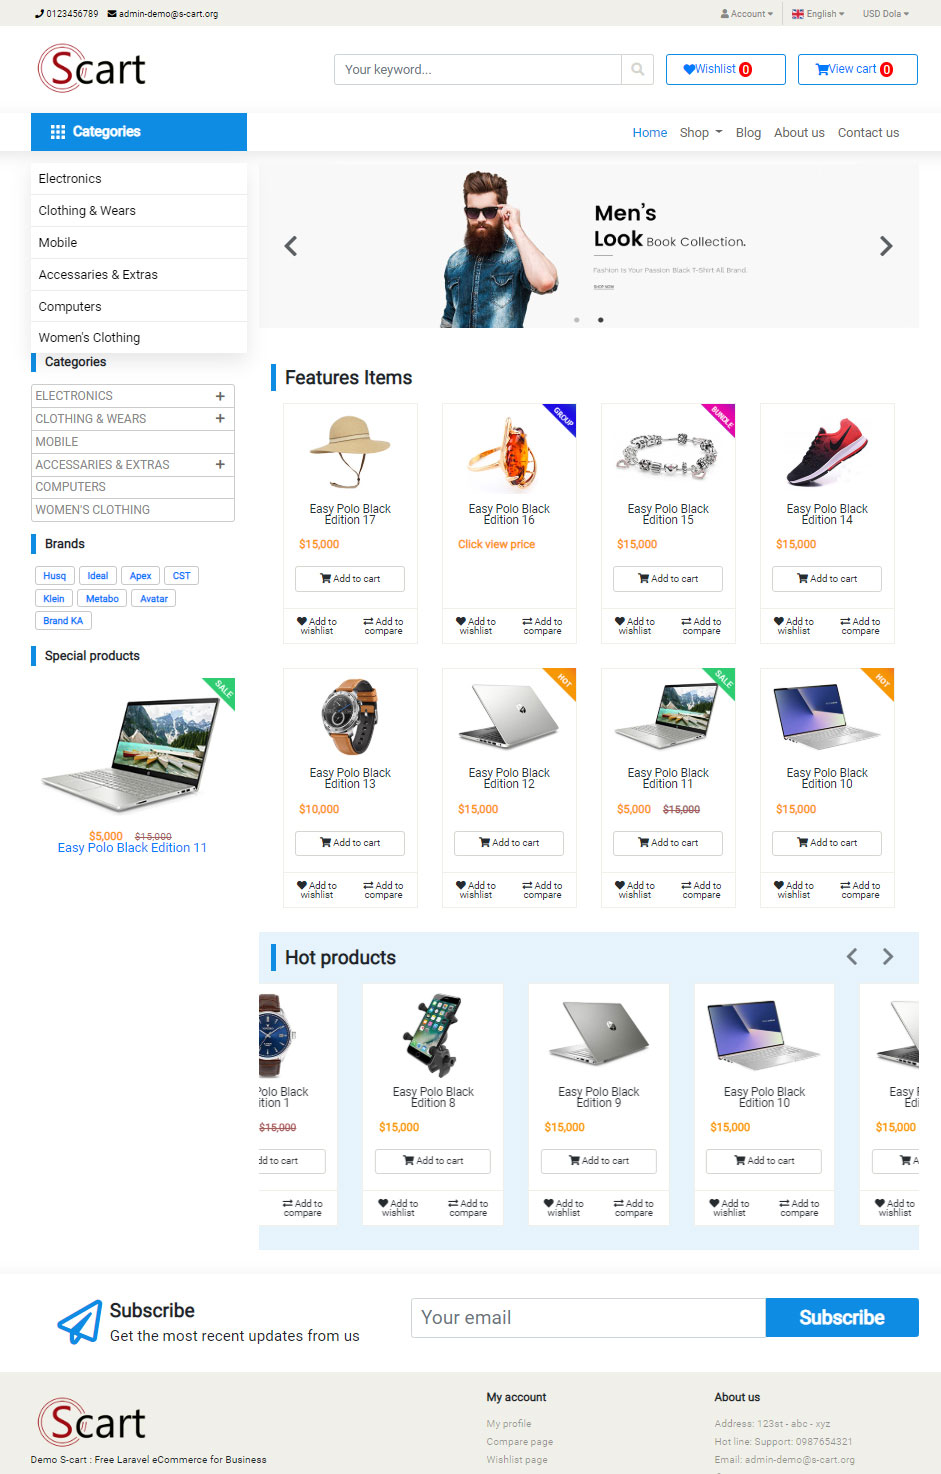 0123456789 admin-demo@s-cart.org Account English USD Dola
Scart
Your keyword...
Wishlist 0
View cart 0
Categories
Home Shop Blog About us Contact us
Electronics
Clothing & Wears
Mobile
Accessaries & Extras
Computers
Women's Clothing
Men's
Look Book Collection.
Fashion Is Your Passion Black T-Shirt All Brand.
SHOP NOW
Categories
ELECTRONICS
CLOTHING & WEARS
MOBILE
ACCESSARIES & EXTRAS
COMPUTERS
WOMEN'S CLOTHING
Brands
Husq Ideal Apex CST
Klein Metabo Avatar
Brand KA
Special products
SALE
$5,000 $15,000
Easy Polo Black Edition 11
Features Items
GROUP BUNDLE
Easy Polo Black Easy Polo Black Easy Polo Black Easy Polo Black
Edition 17 Edition 16 Edition 15 Edition 14
$15,000 Click view price $15,000 $15,000
Add to cart Add to cart Add to cart
Add to Add to Add to Add to Add to Add to Add to Add to
wishlist compare wishlist compare wishlist compare wishlist compare
HOT SALE HOT
Easy Polo Black Easy Polo Black Easy Polo Black Easy Polo Black
Edition 13 Edition 12 Edition 11 Edition 10
$10,000 $15,000 $5,000 $15,000 $15,000
Add to cart Add to cart Add to cart Add to cart
Add to Add to Add to Add to Add to Add to Add to Add to
wishlist compare wishlist compare wishlist compare wishlist compare
Hot products
Polo Black Easy Polo Black Easy Polo Black Easy Polo Black Easy
ition 1 Edition 8 Edition 9 Edition 10 Edi
$15,000 $15,000 $15,000 $15,000 $15,000
dd to cart Add to cart Add to cart Add to cart A
Add to Add to Add to Add to Add to Add to Add to Add to
compare wishlist compare wishlist compare wishlist compare wishlist
Subscribe
Get the most recent updates from us
Your email
Subscribe
Scart
Demo S-cart : Free Laravel eCommerce for Business
My account
My profile
Compare page
Wishlist page
About us
Address: 123st - abc - xyz
Hot line: Support: 0987654321
Email: admin-demo@s-cart.org